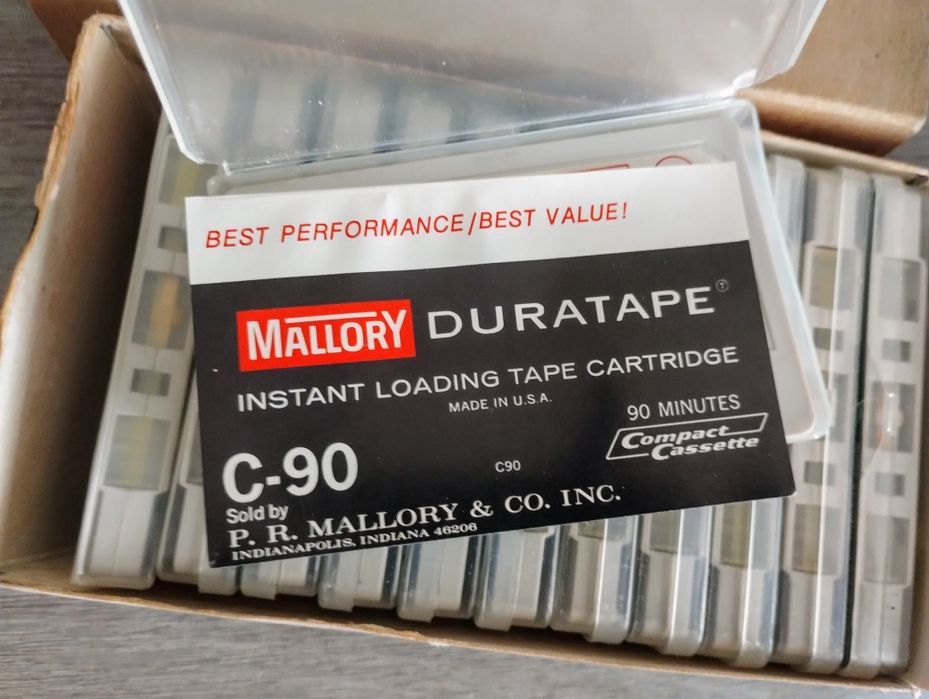 BEST PERFORMANCE/BEST VALUE!
MALLORY DURATAPE Ⓣ
INSTANT LOADING TAPE CARTRIDGE
MADE IN U.S.A.
90 MINUTES
Compact
Cassette
C-90
C90
Sold by
P. R. MALLORY & CO. INC.
INDIANAPOLIS, INDIANA 46206